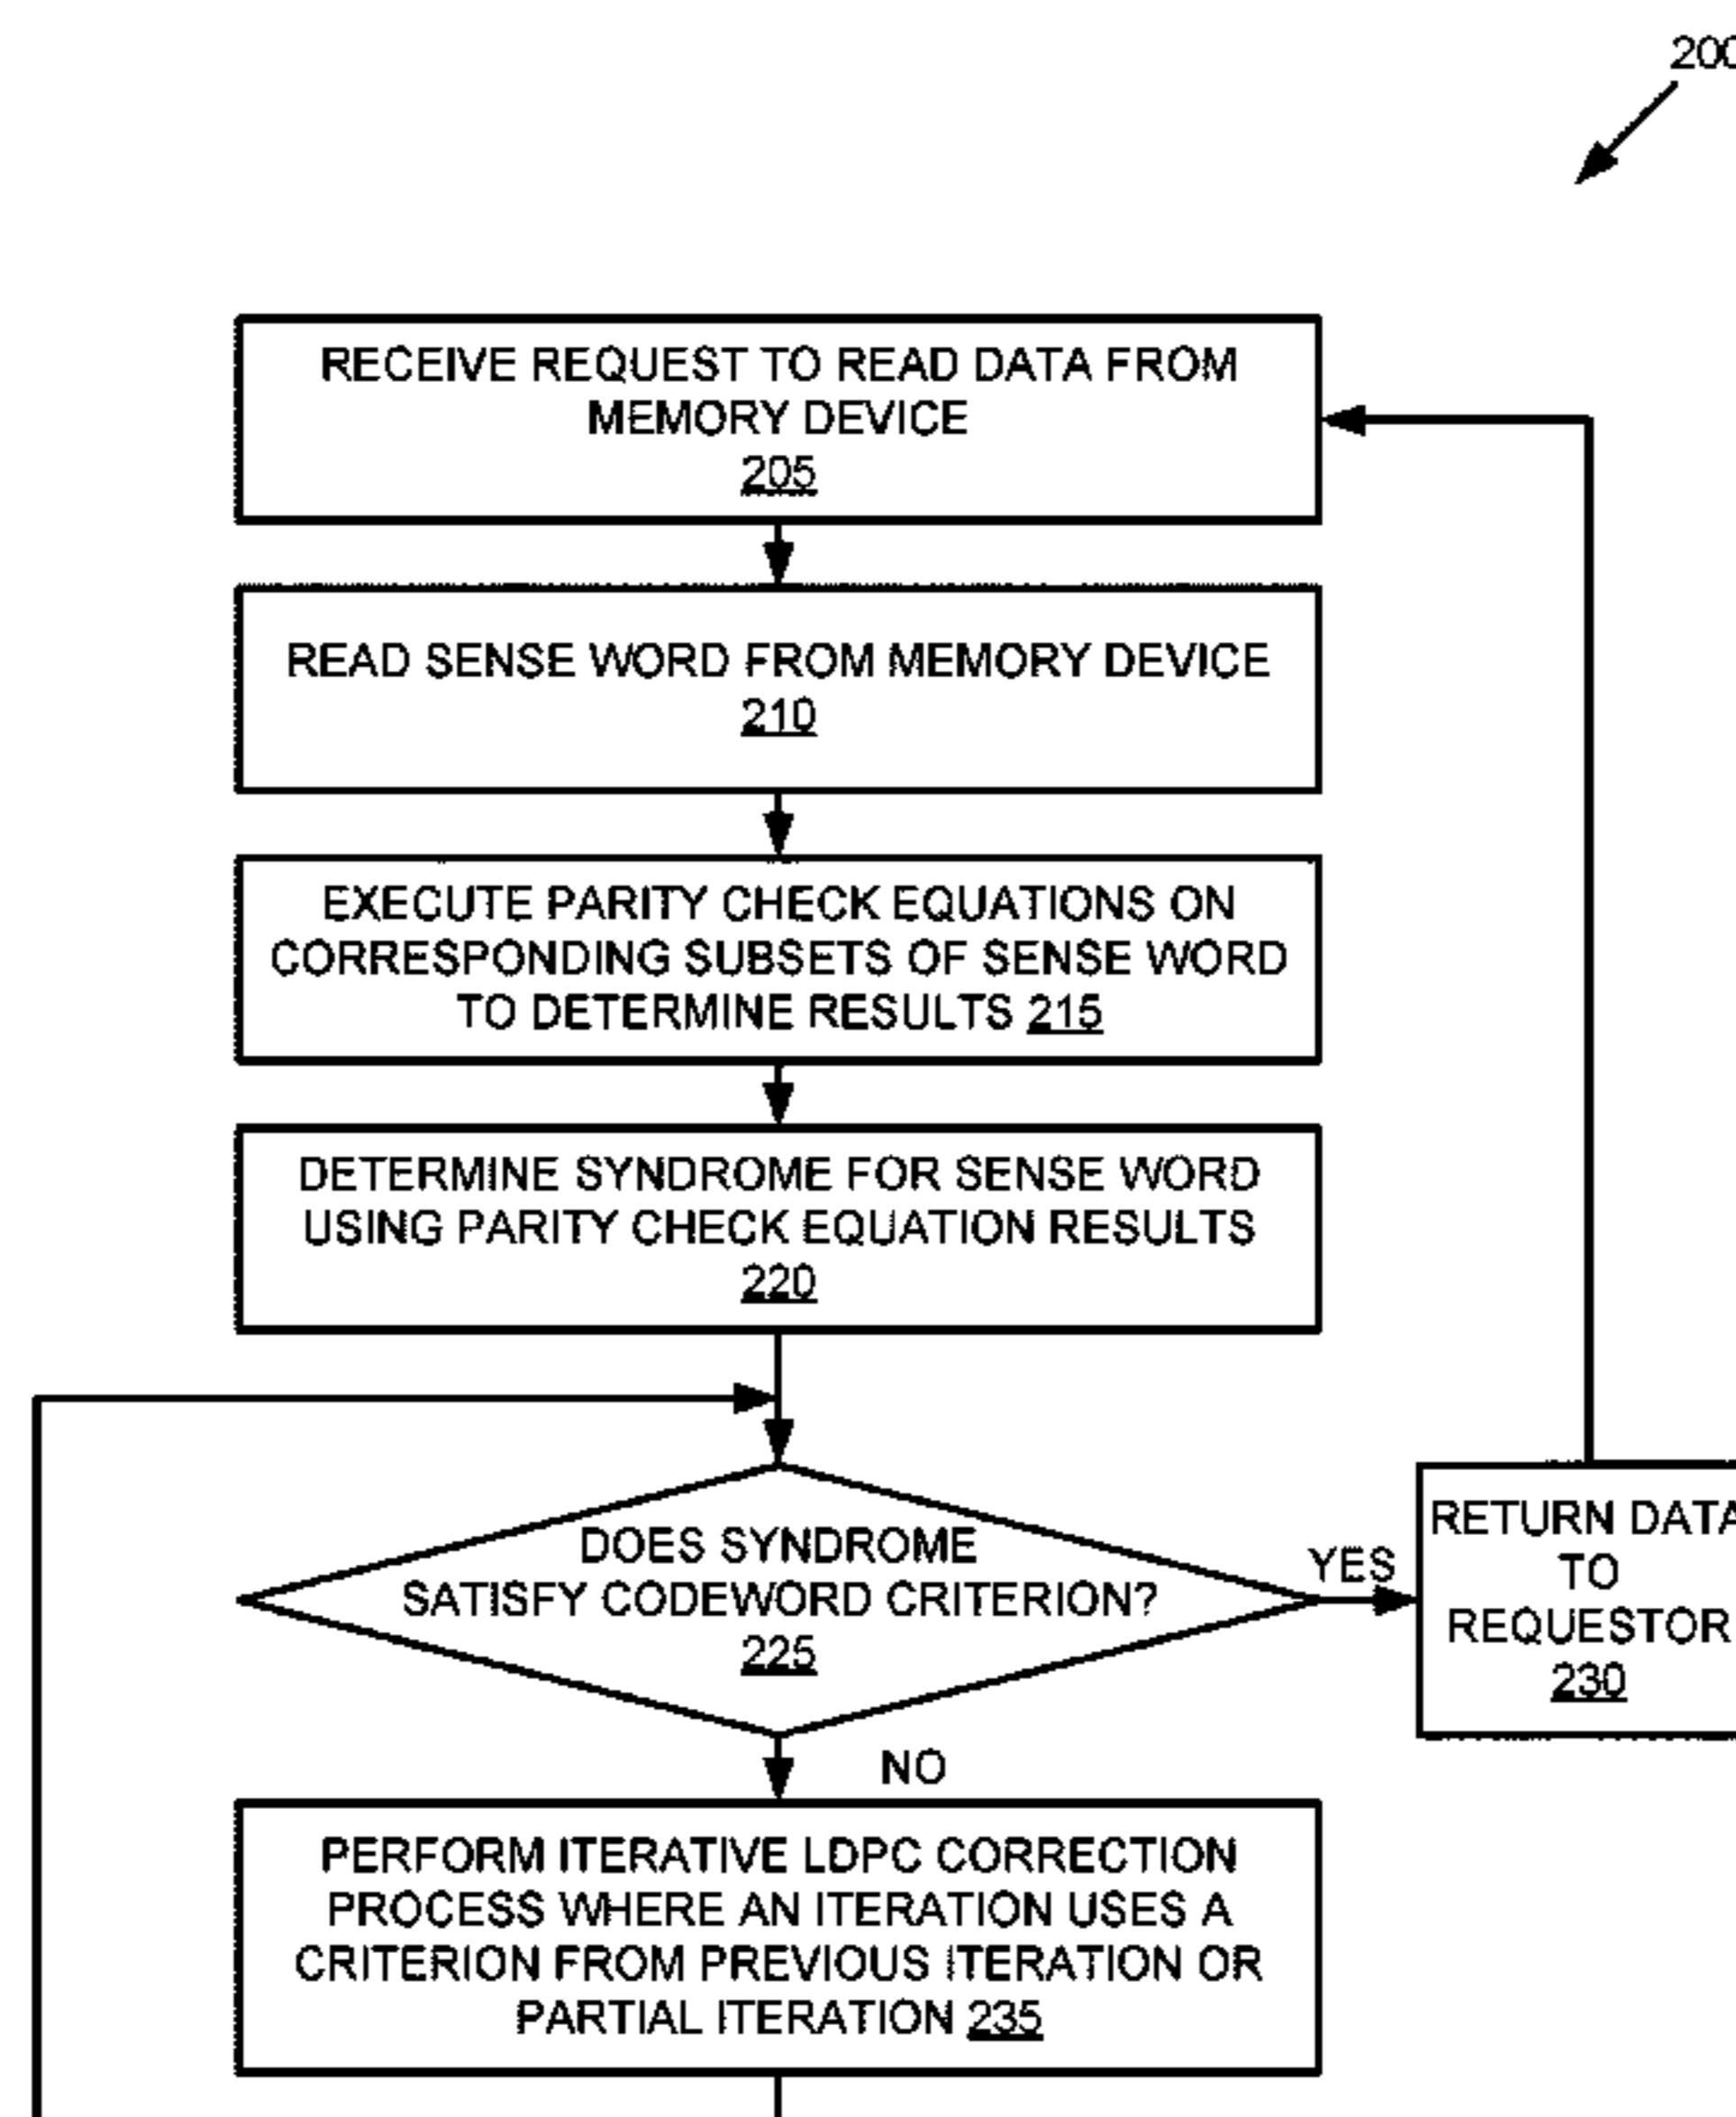 200
RECEIVE REQUEST TO READ DATA FROM
MEMORY DEVICE
205
READ SENSE WORD FROM MEMORY DEVICE
210
EXECUTE PARITY CHECK EQUATIONS ON
CORRESPONDING SUBSETS OF SENSE WORD
TO DETERMINE RESULTS 215
DETERMINE SYNDROME FOR SENSE WORD
USING PARITY CHECK EQUATION RESULTS
220
DOES SYNDROME
SATISFY CODEWORD CRITERION?
225
YES
RETURN DATA
TO
REQUESTOR
230
NO
PERFORM ITERATIVE LDPC CORRECTION
PROCESS WHERE AN ITERATION USES A
CRITERION FROM PREVIOUS ITERATION OR
PARTIAL ITERATION 235